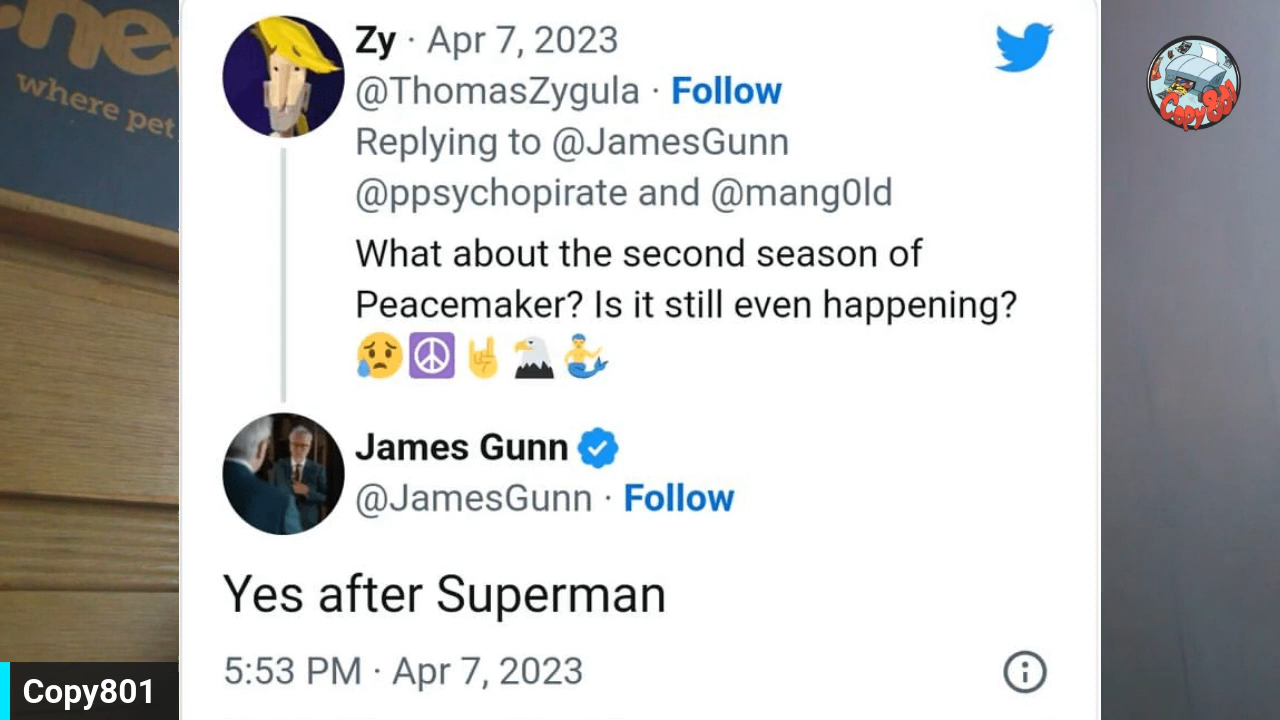 Zy · Apr 7, 2023
@ThomasZygula · Follow
Replying to @JamesGunn
@ppsychopirate and @mang0ld
What about the second season of
Peacemaker? Is it still even happening?
😥☮️🤘🦅🧜‍♂️
James Gunn
@JamesGunn · Follow
Yes after Superman
5:53 PM · Apr 7, 2023
where pet
Copy801
Copy801